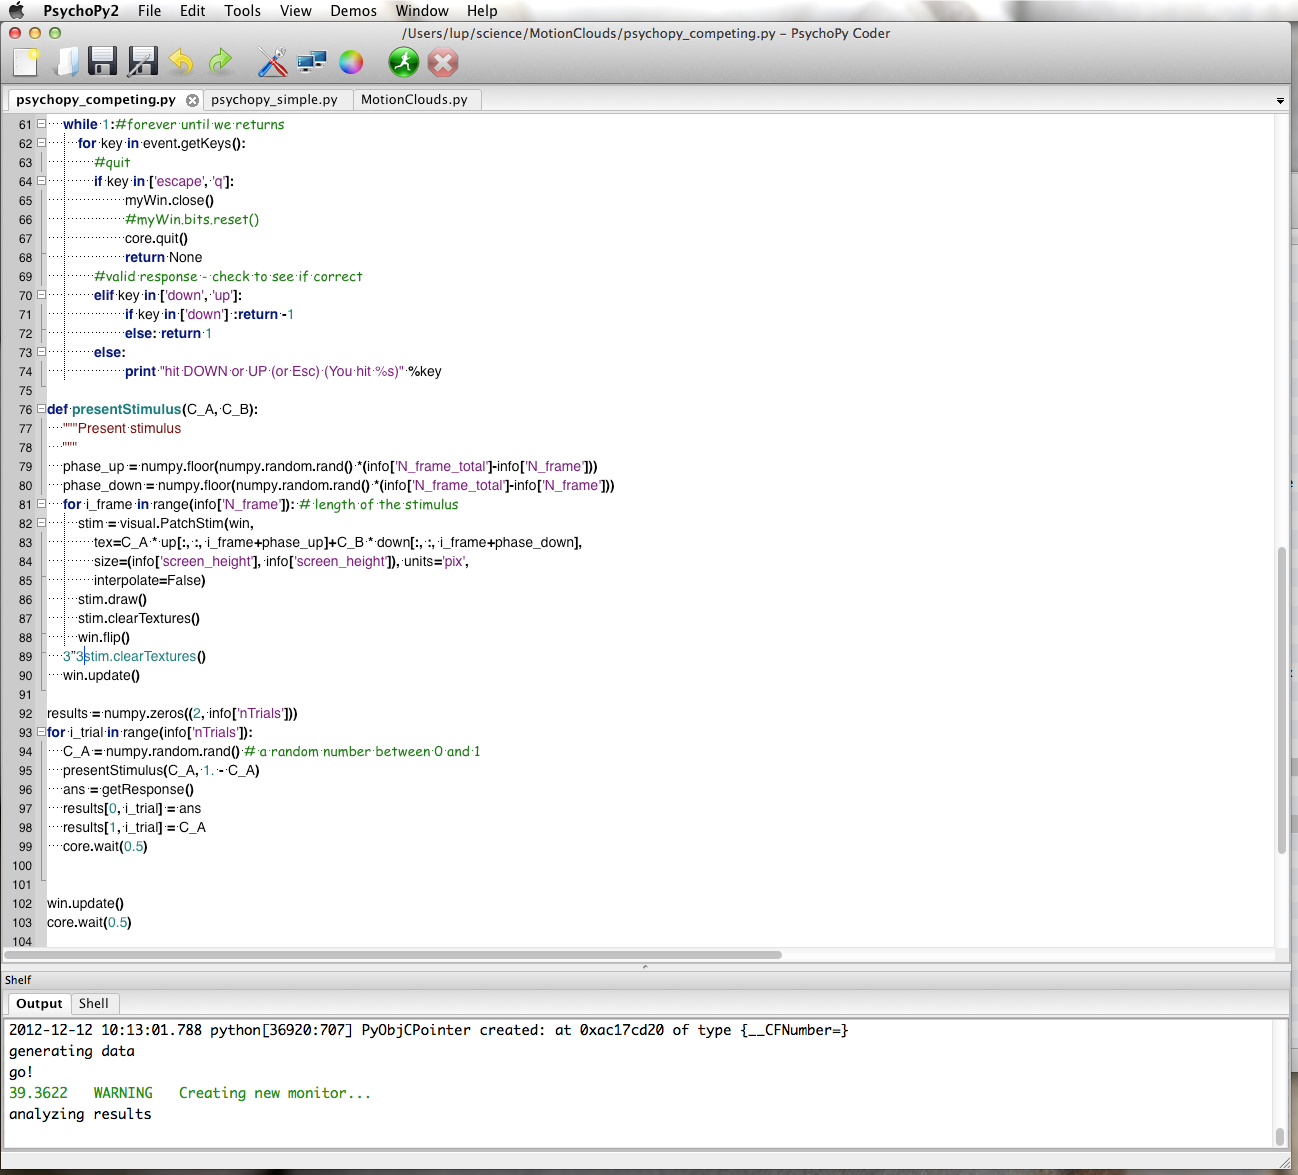 PsychoPy2 File Edit Tools View Demos Window Help
/Users/lup/science/MotionClouds/psychopy_competing.py – PsychoPy Coder
psychopy_competing.py psychopy_simple.py MotionClouds.py
61 while 1:#forever until we returns
62 for key in event.getKeys():
63 #quit
64 if key in ['escape', 'q']:
65 myWin.close()
66 #myWin.bits.reset()
67 core.quit()
68 return None
69 #valid response - check to see if correct
70 elif key in ['down', 'up']:
71 if key in ['down'] :return -1
72 else: return 1
73 else:
74 print "hit DOWN or UP (or Esc) (You hit %s)" %key
75
76 def presentStimulus(C_A, C_B):
77 """Present stimulus
78 """
79 phase_up = numpy.floor(numpy.random.rand() *(info['N_frame_total']-info['N_frame']))
80 phase_down = numpy.floor(numpy.random.rand() *(info['N_frame_total']-info['N_frame']))
81 for i_frame in range(info['N_frame']): # length of the stimulus
82 stim = visual.PatchStim(win,
83 tex=C_A * up[:, :, i_frame+phase_up]+C_B * down[:, :, i_frame+phase_down],
84 size=(info['screen_height'], info['screen_height']), units='pix',
85 interpolate=False)
86 stim.draw()
87 stim.clearTextures()
88 win.flip()
89 3"3stim.clearTextures()
90 win.update()
91
92 results = numpy.zeros((2, info['nTrials']))
93 for i_trial in range(info['nTrials']):
94 C_A = numpy.random.rand() # a random number between 0 and 1
95 presentStimulus(C_A, 1. - C_A)
96 ans = getResponse()
97 results[0, i_trial] = ans
98 results[1, i_trial] = C_A
99 core.wait(0.5)
100
101
102 win.update()
103 core.wait(0.5)
104
Shelf
Output Shell
2012-12-12 10:13:01.788 python[36920:707] PyObjCPointer created: at 0xac17cd20 of type {__CFNumber=}
generating data
go!
39.3622 WARNING Creating new monitor...
analyzing results